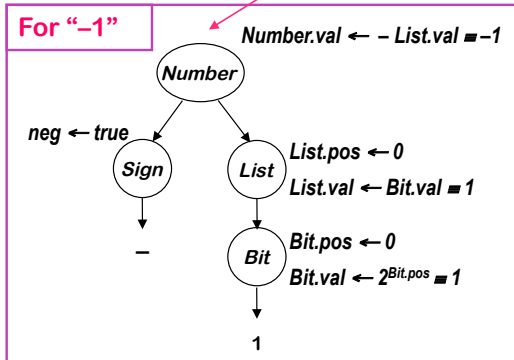 For “–1”
Number.val ← – List.val ≡ –1
Number
neg ← true
Sign
List
List.pos ← 0
List.val ← Bit.val ≡ 1
–
Bit
Bit.pos ← 0
Bit.val ← 2^Bit.pos ≡ 1
1